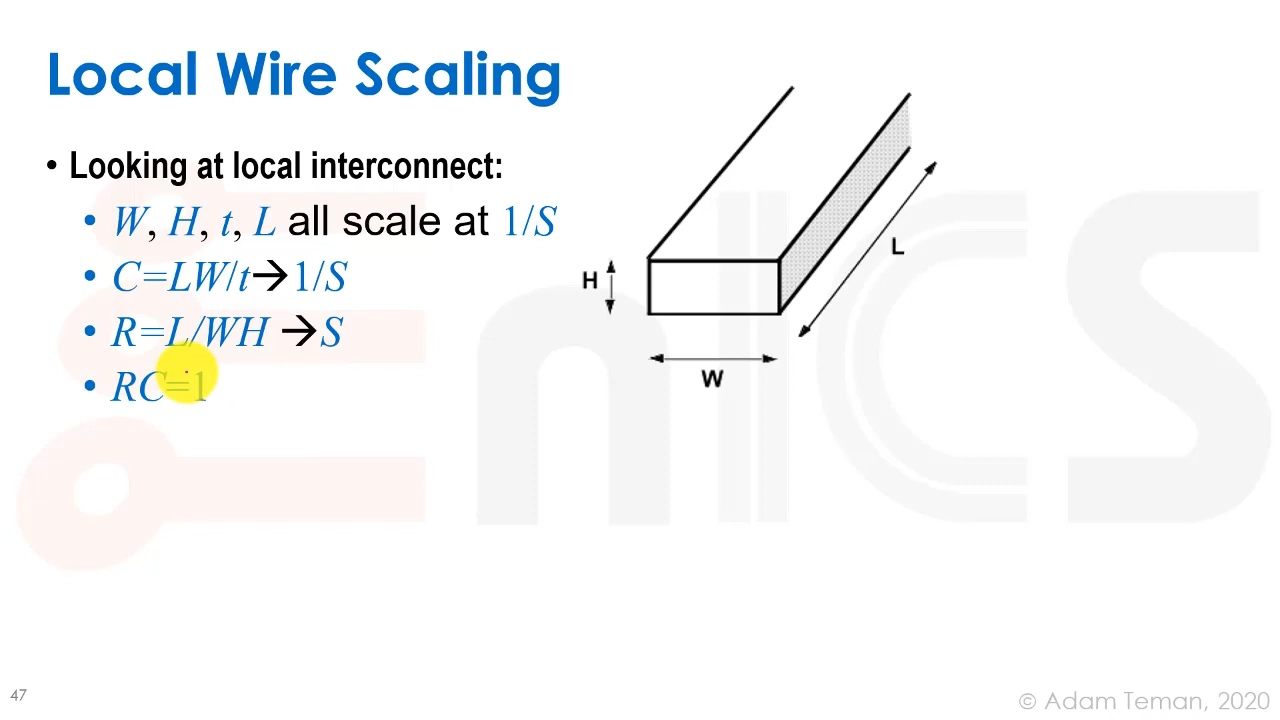 Local Wire Scaling
• Looking at local interconnect:
• W, H, t, L all scale at 1/S
• C=LW/t→1/S
• R=L/WH →S
• RC=1
H
W
L
EnICS
47
© Adam Teman, 2020